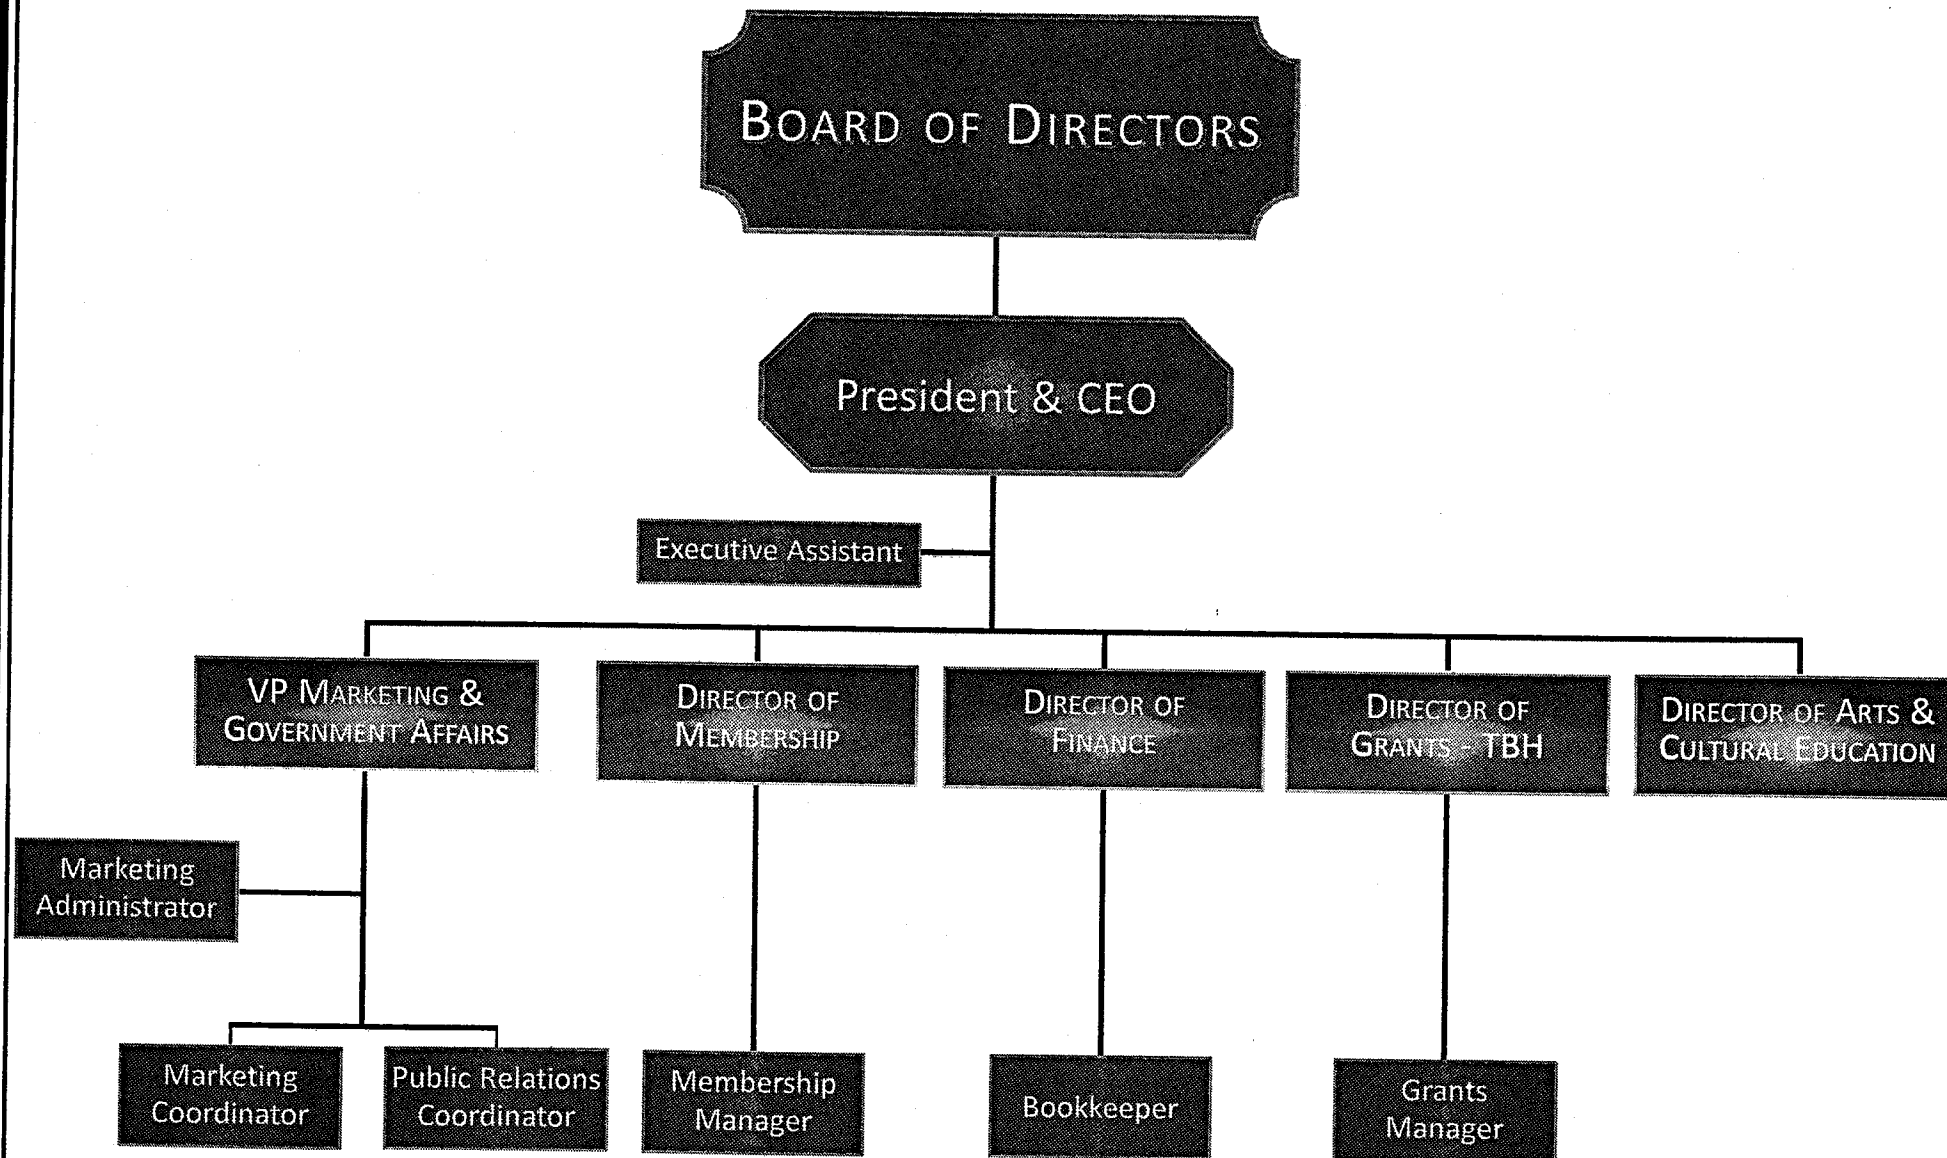 BOARD OF DIRECTORS
President & CEO
Executive Assistant
VP MARKETING &
GOVERNMENT AFFAIRS
DIRECTOR OF
MEMBERSHIP
DIRECTOR OF
FINANCE
DIRECTOR OF
GRANTS - TBH
DIRECTOR OF ARTS &
CULTURAL EDUCATION
Marketing
Administrator
Marketing
Coordinator
Public Relations
Coordinator
Membership
Manager
Bookkeeper
Grants
Manager